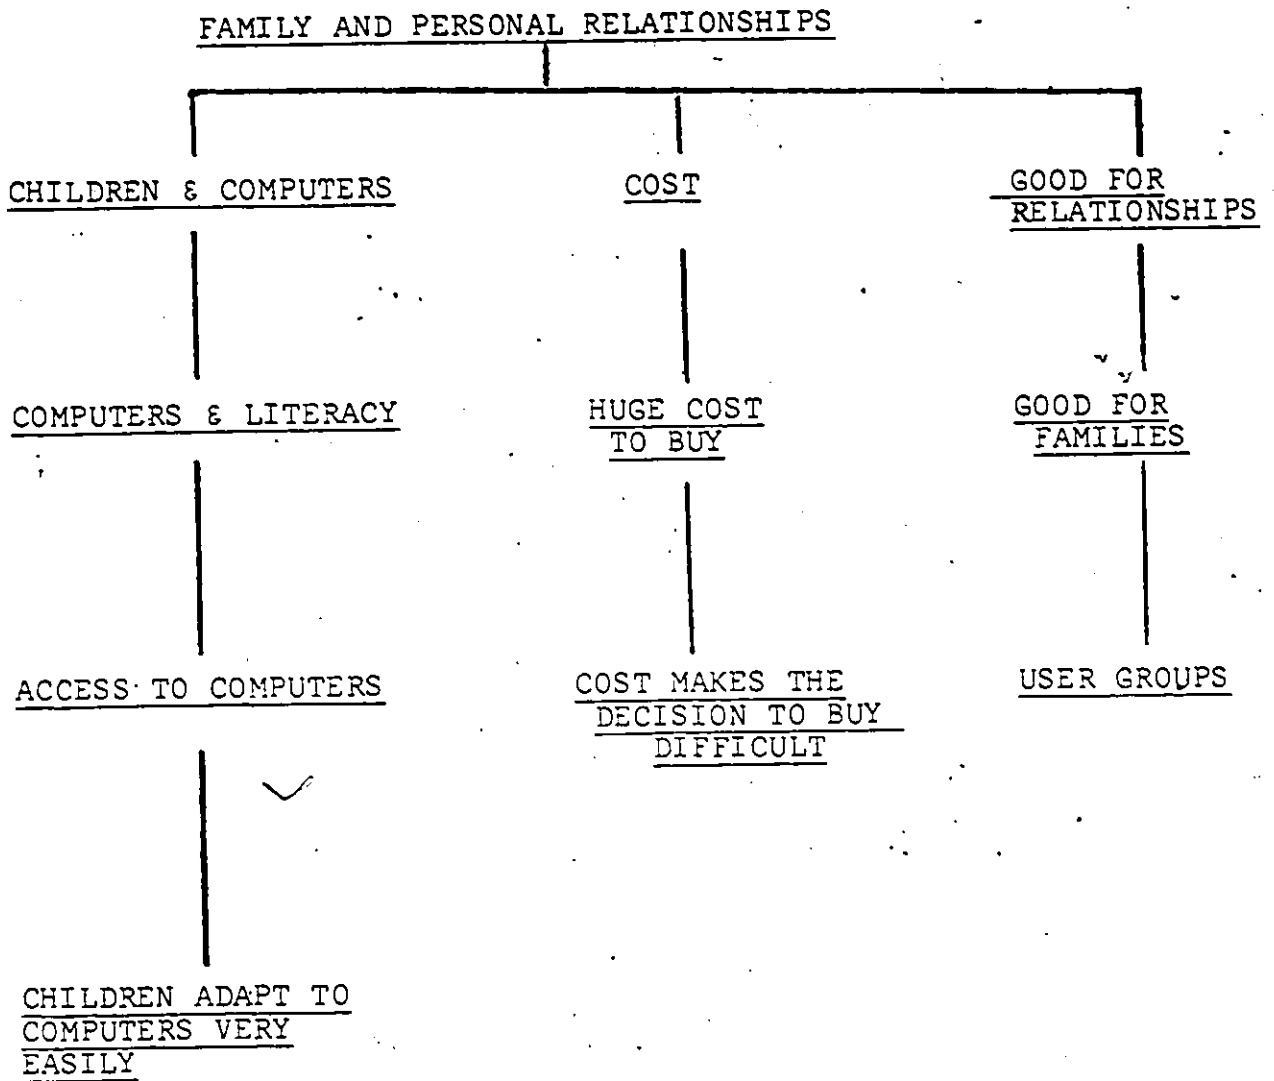 FAMILY AND PERSONAL RELATIONSHIPS
CHILDREN & COMPUTERS
COST
GOOD FOR
RELATIONSHIPS
COMPUTERS & LITERACY
HUGE COST
TO BUY
GOOD FOR
FAMILIES
ACCESS TO COMPUTERS
COST MAKES THE
DECISION TO BUY
DIFFICULT
USER GROUPS
CHILDREN ADAPT TO
COMPUTERS VERY
EASILY